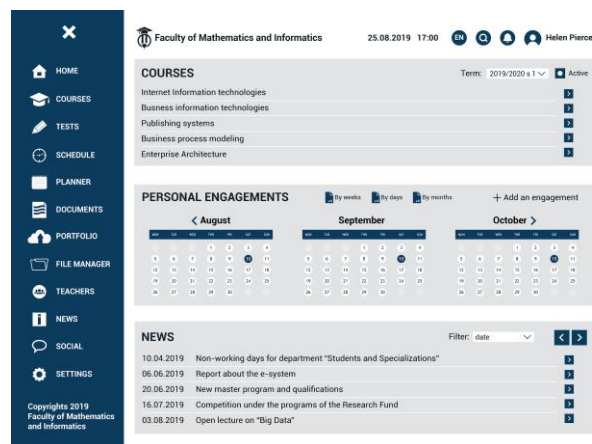 Faculty of Mathematics and Informatics
25.08.2019 17:00
EN
Helen Pierce
HOME
COURSES
TESTS
SCHEDULE
PLANNER
DOCUMENTS
PORTFOLIO
FILE MANAGER
TEACHERS
NEWS
SOCIAL
SETTINGS
Copyrights 2019
Faculty of Mathematics
and Informatics
COURSES
Term: 2019/2020 s 1
Active
Internet Information technologies
Business information technologies
Publishing systems
Business process modeling
Enterprise Architecture
PERSONAL ENGAGEMENTS
By weeks
By days
By months
+ Add an engagement
August
September
October
NEWS
Filter: date
10.04.2019 Non-working days for department "Students and Specializations"
06.06.2019 Report about the e-system
20.06.2019 New master program and qualifications
16.07.2019 Competition under the programs of the Research Fund
03.08.2019 Open lecture on "Big Data"